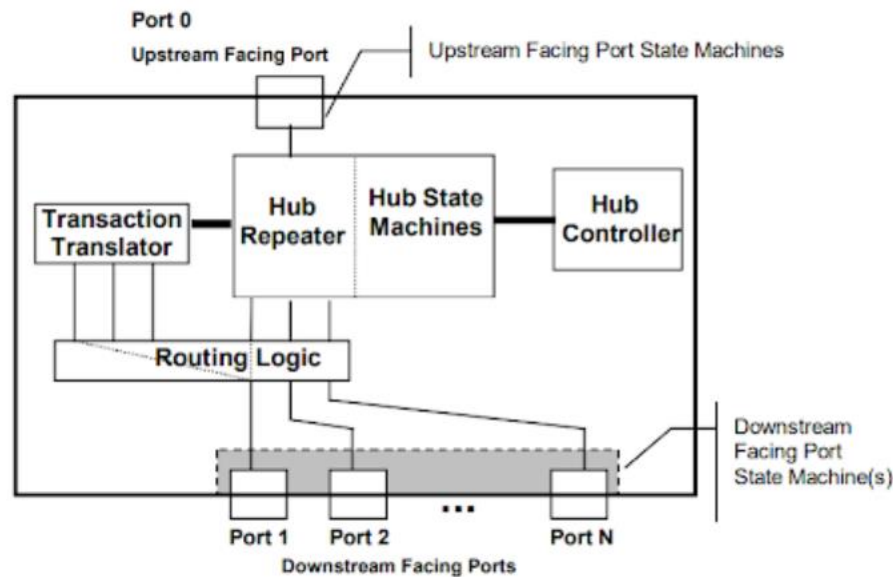 Port 0
Upstream Facing Port
Upstream Facing Port State Machines
Transaction
Translator
Hub
Repeater
Hub State
Machines
Hub
Controller
Routing Logic
Downstream
Facing Port
State Machine(s)
...
Port 1
Port 2
Port N
Downstream Facing Ports